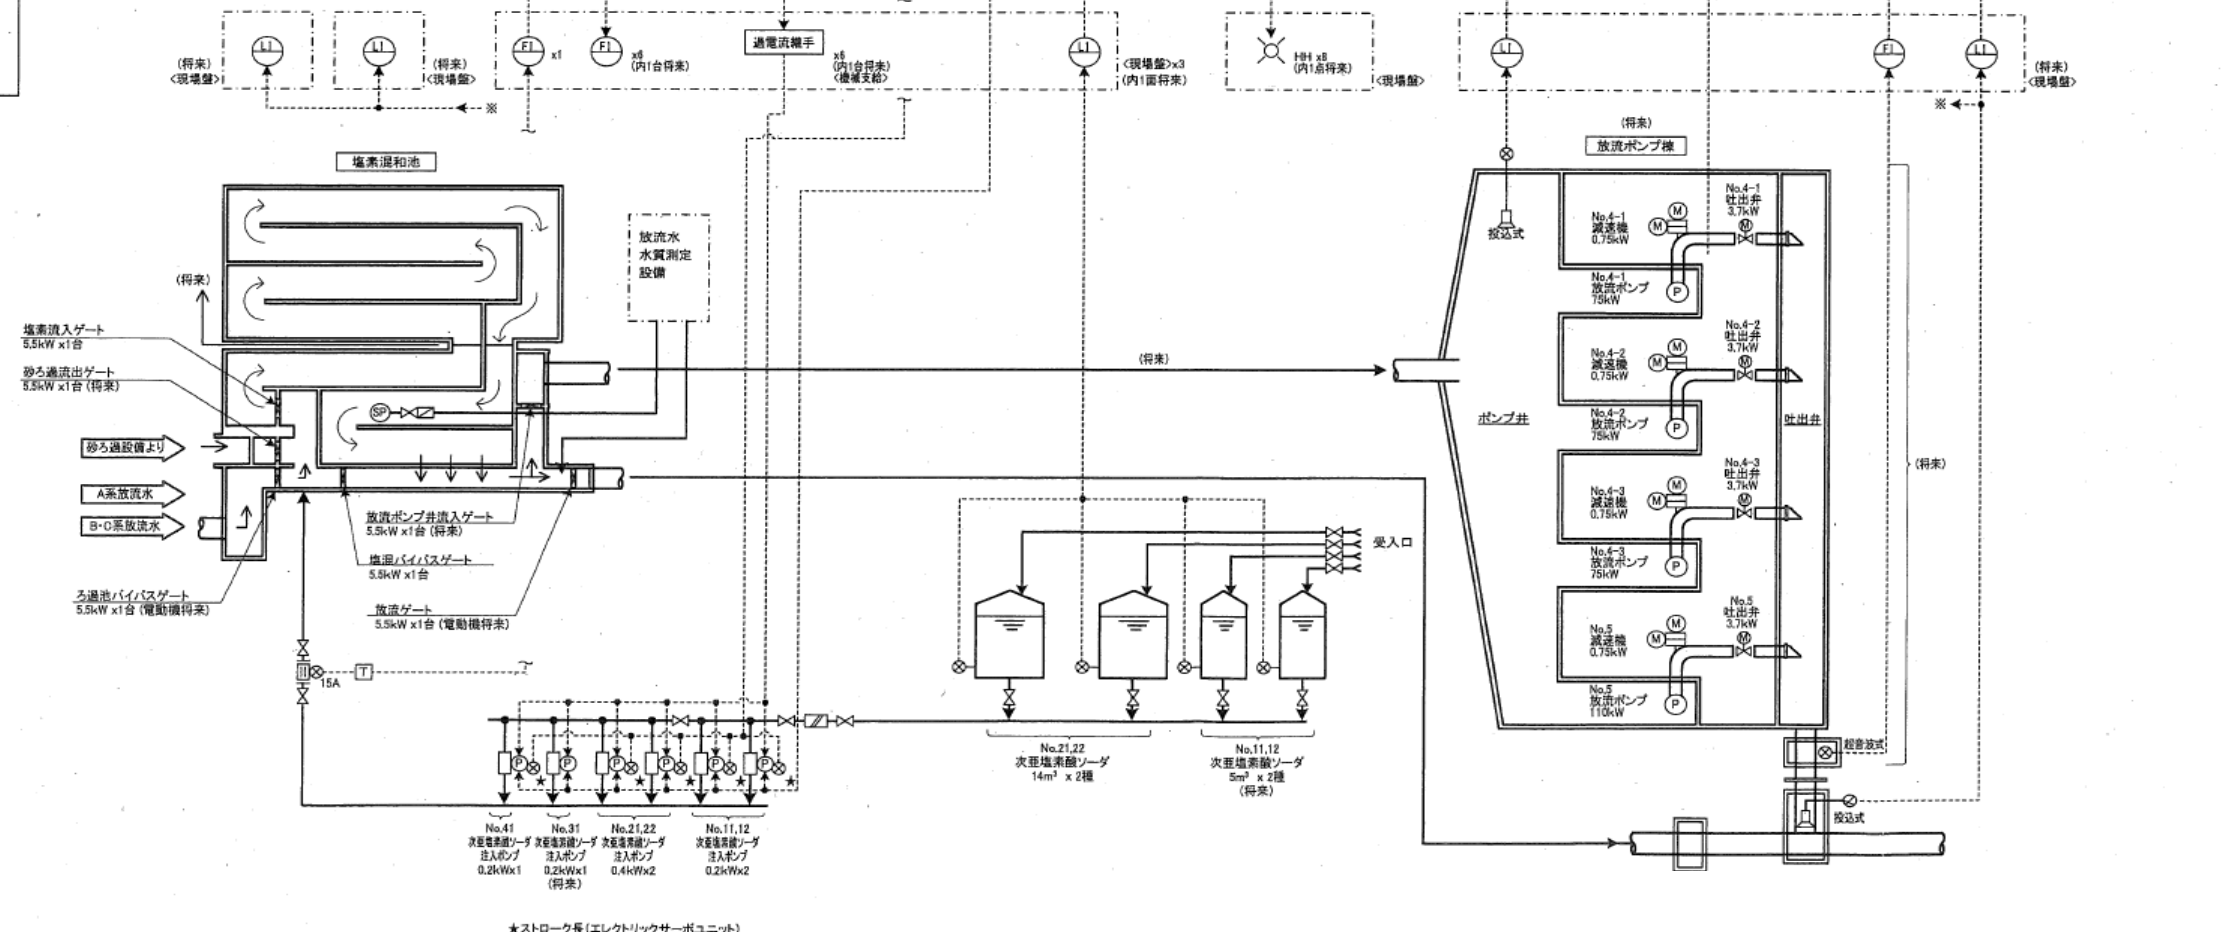 LI
(将来)
<現場盤>
LI
(将来)
<現場盤>
※
FI
x1
FI
x6
(内1台将来)
過電流継手
x6
(内1台将来)
<機械支給>
LI
<現場盤>x3
(内1面将来)
HH x8
(内1点将来)
<現場盤>
LI
FI
LI
(将来)
<現場盤>
※
塩素混和池
(将来)
放流水
水質測定
設備
塩素流入ゲート
5.5kW x1台
砂ろ過流出ゲート
5.5kW x1台 (将来)
砂ろ過設備より
A系放流水
B・C系放流水
SP
放流ポンプ井流入ゲート
5.5kW x1台 (将来)
塩混バイパスゲート
5.5kW x1台
ろ過池バイパスゲート
5.5kW x1台 (電動機将来)
放流ゲート
5.5kW x1台 (電動機将来)
15A
T
(将来)
受入口
No.21,22
次亜塩素酸ソーダ
14m³ x 2種
No.11,12
次亜塩素酸ソーダ
5m³ x 2種
(将来)
P
P
P
P
P
P
★
★
★
★
No.41
次亜塩素酸ソーダ
注入ポンプ
0.2kWx1
No.31
次亜塩素酸ソーダ
注入ポンプ
0.2kWx1
(将来)
No.21,22
次亜塩素酸ソーダ
注入ポンプ
0.4kWx2
No.11,12
次亜塩素酸ソーダ
注入ポンプ
0.2kWx2
★ストローク長(エレクトリックサーボユニット)
(将来)
放流ポンプ棟
投込式
No.4-1
減速機
0.75kW
M
M
No.4-1
吐出弁
3.7kW
M
No.4-1
放流ポンプ
75kW
P
No.4-2
減速機
0.75kW
M
M
No.4-2
吐出弁
3.7kW
M
No.4-2
放流ポンプ
75kW
P
ポンプ井
吐出弁
No.4-3
減速機
0.75kW
M
M
No.4-3
吐出弁
3.7kW
M
No.4-3
放流ポンプ
75kW
P
No.5
減速機
0.75kW
M
M
No.5
吐出弁
3.7kW
M
No.5
放流ポンプ
110kW
P
(将来)
超音波式
投込式